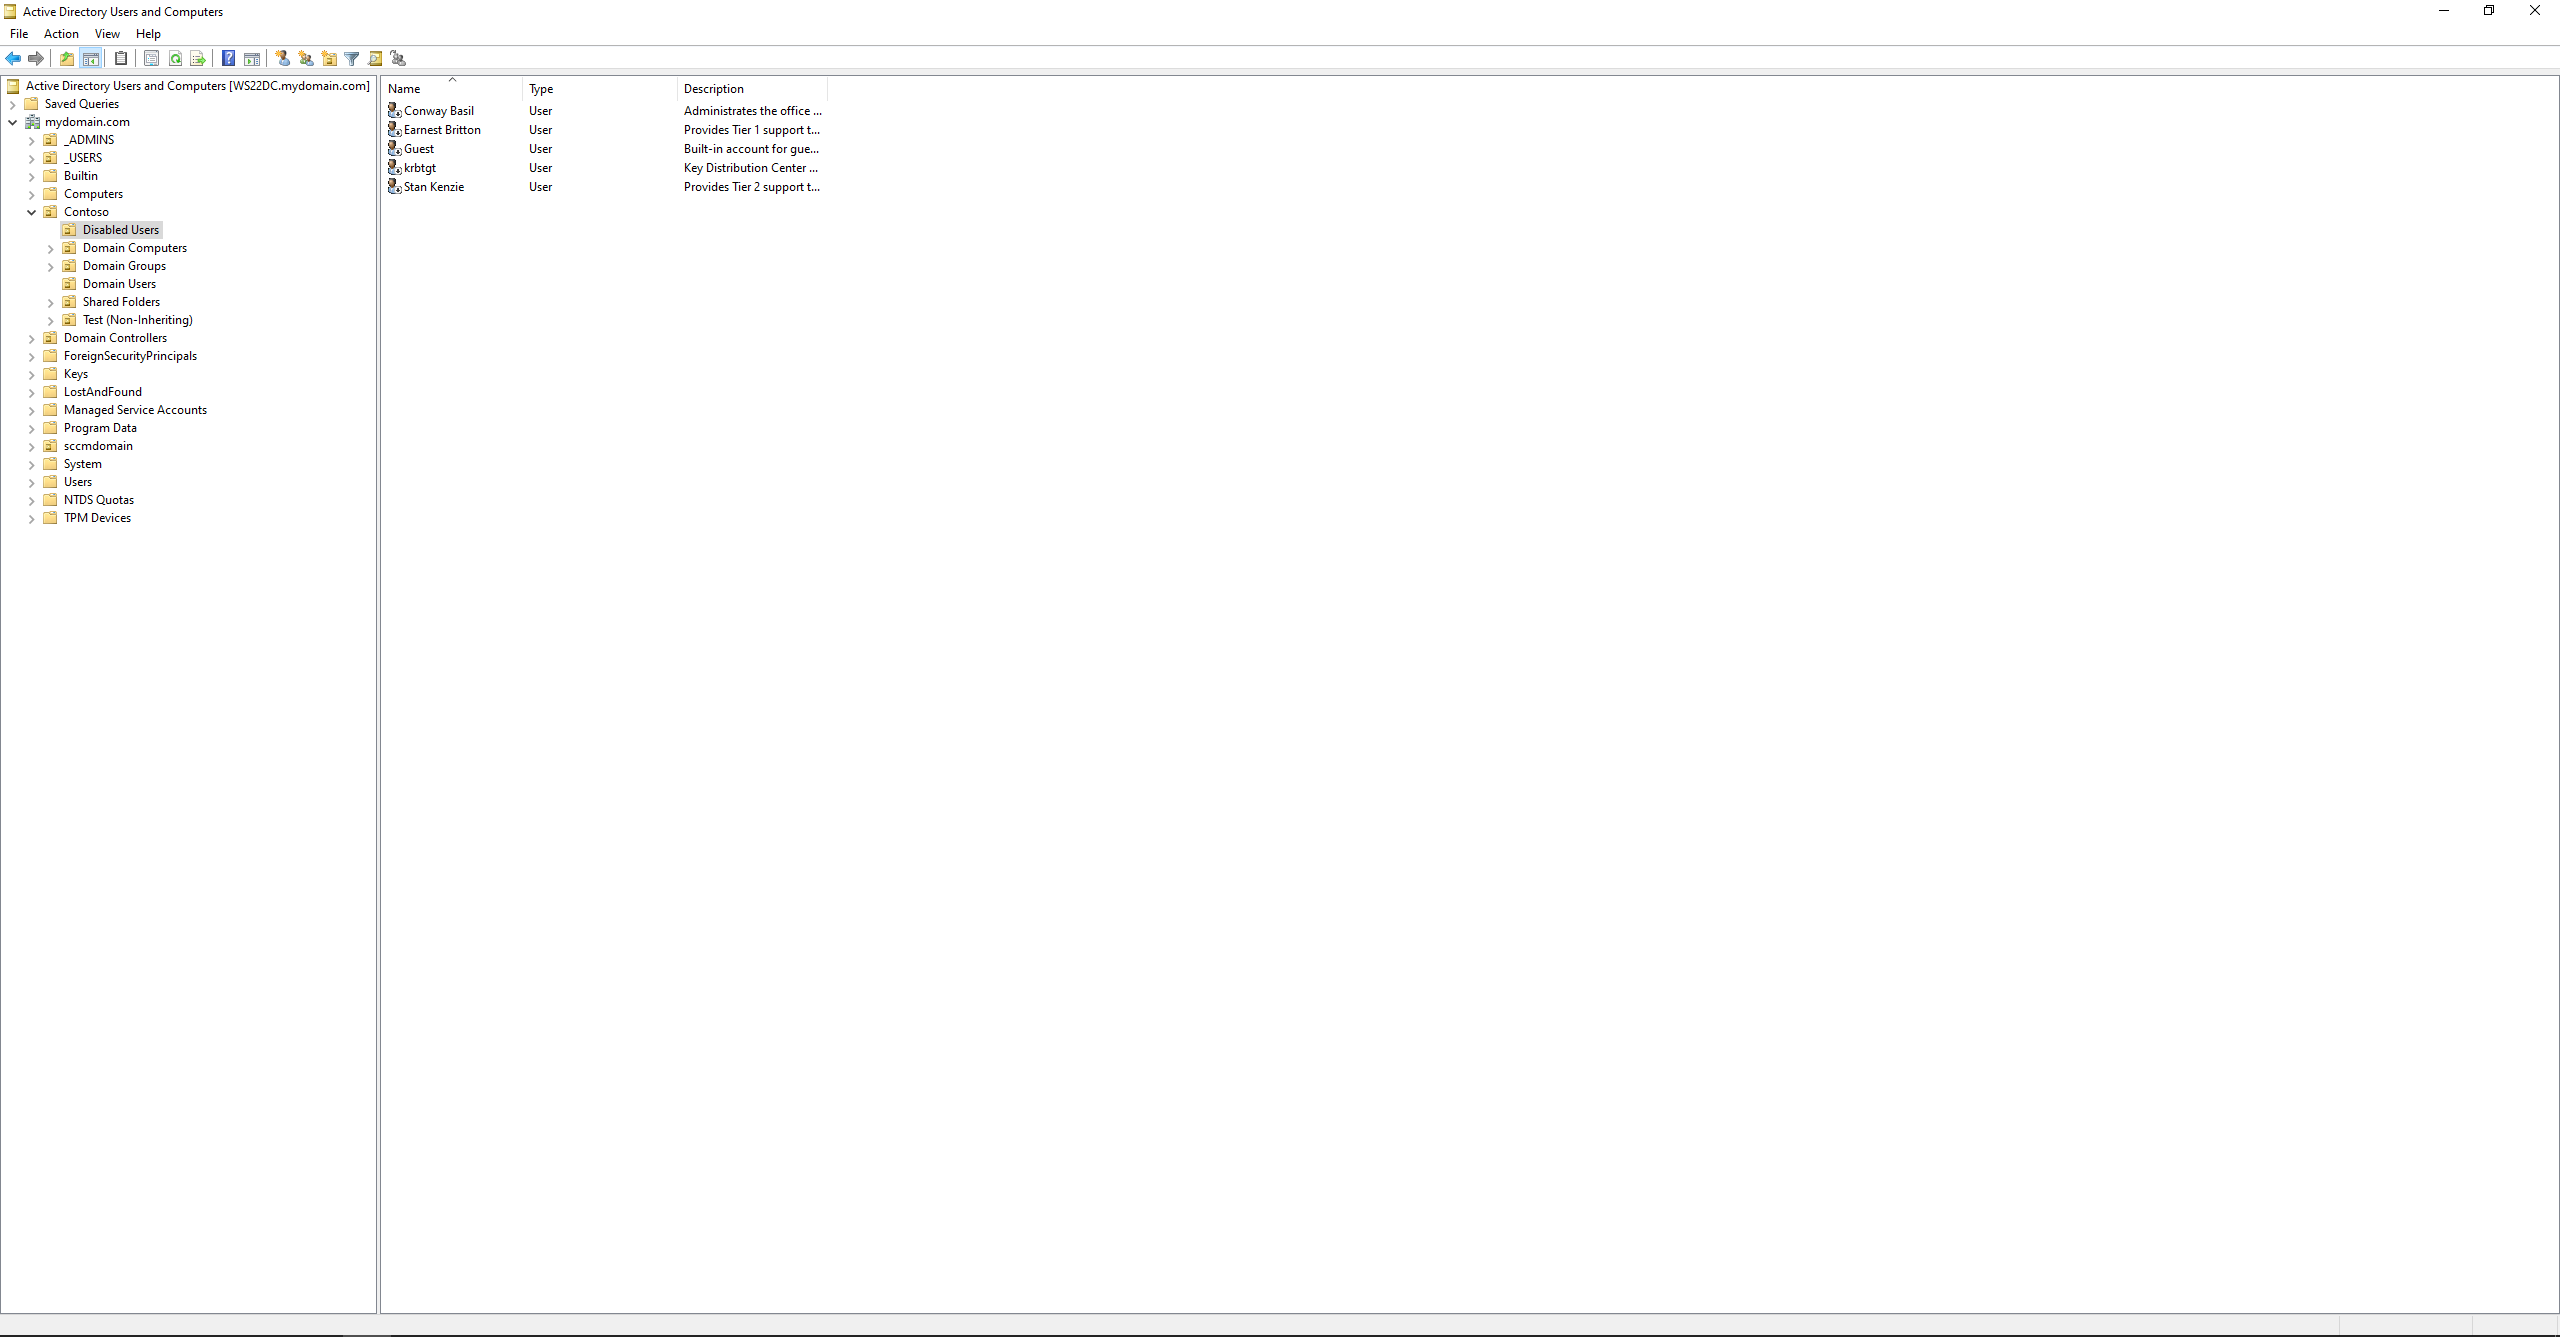 Active Directory Users and Computers
File Action View Help
Active Directory Users and Computers [WS22DC.mydomain.com]
Saved Queries
mydomain.com
_ADMINS
_USERS
Builtin
Computers
Contoso
Disabled Users
Domain Computers
Domain Groups
Domain Users
Shared Folders
Test (Non-Inheriting)
Domain Controllers
ForeignSecurityPrincipals
Keys
LostAndFound
Managed Service Accounts
Program Data
sccmdomain
System
Users
NTDS Quotas
TPM Devices
Name Type Description
Conway Basil User Administrates the office ...
Earnest Britton User Provides Tier 1 support t...
Guest User Built-in account for gue...
krbtgt User Key Distribution Center ...
Stan Kenzie User Provides Tier 2 support t...